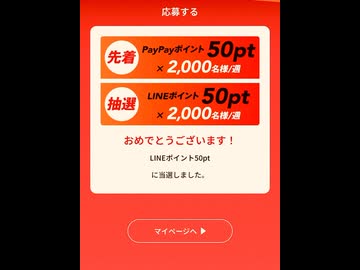 応募する
先着
PayPayポイント 50pt
× 2,000名様/週
抽選
LINEポイント 50pt
× 2,000名様/週
おめでとうございます！
LINEポイント50pt
に当選しました。
マイページへ ▶